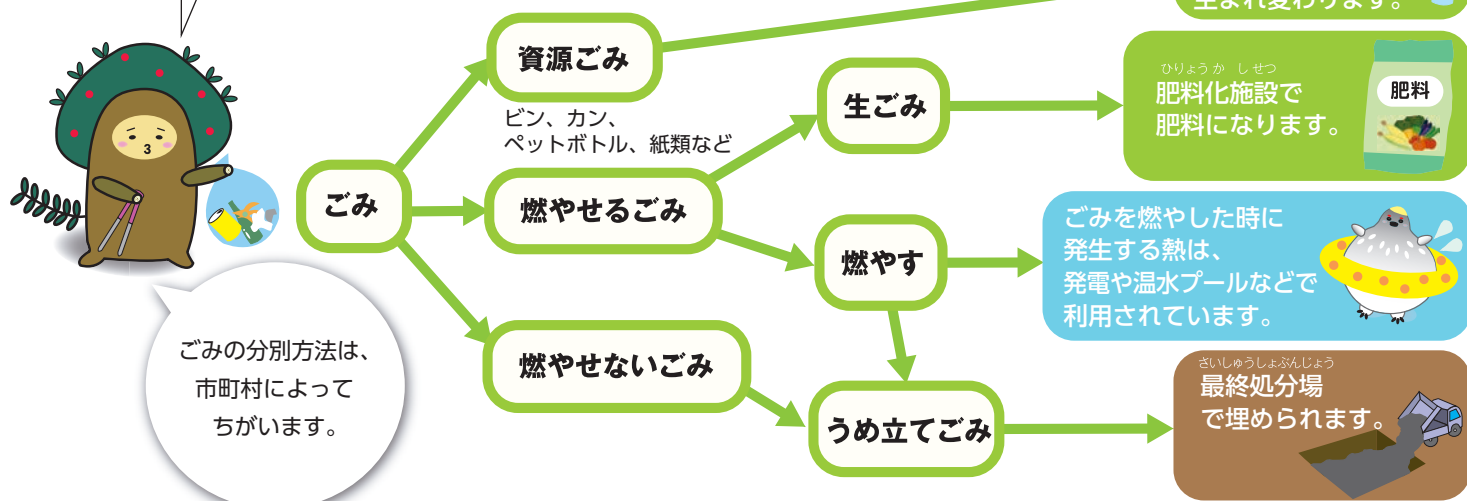 生まれ変わります。
資源ごみ
ビン、カン、
ペットボトル、紙類など
生ごみ
ひりょうか しせつ
肥料化施設で
肥料になります。
肥料
ごみ
燃やせるごみ
燃やす
ごみを燃やした時に
発生する熱は、
発電や温水プールなどで
利用されています。
ごみの分別方法は、
市町村によって
ちがいます。
燃やせないごみ
うめ立てごみ
さいしゅうしょぶんじょう
最終処分場
で埋められます。